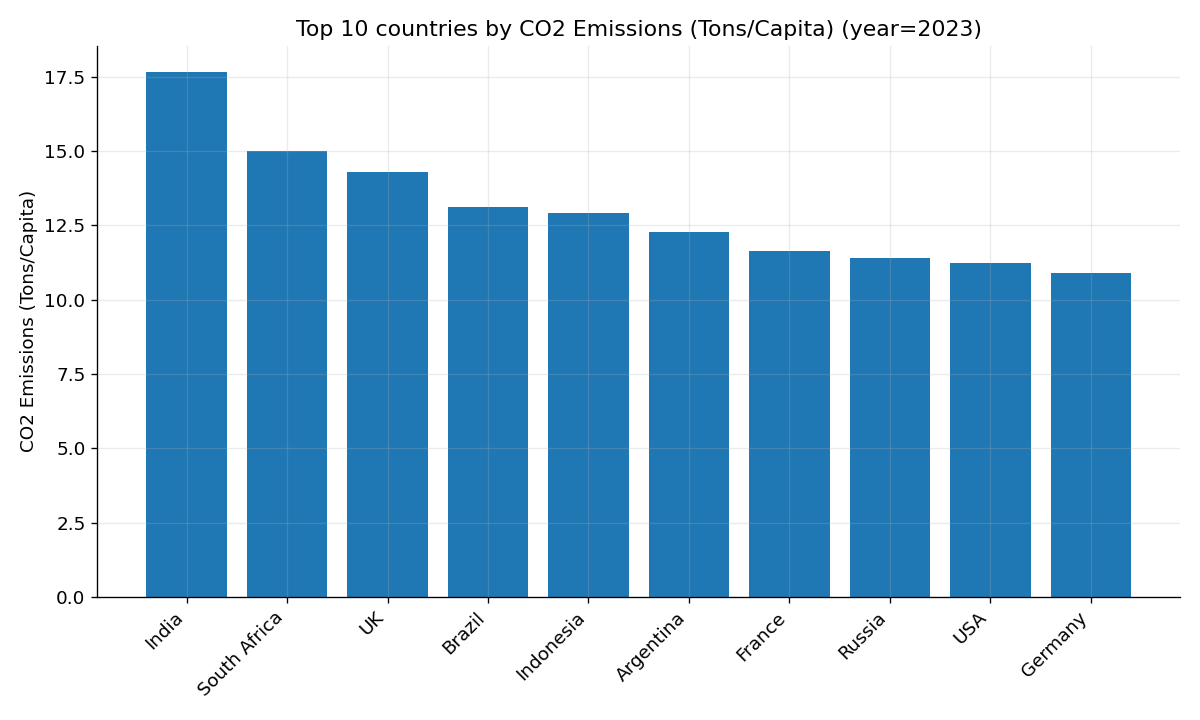 Top 10 countries by CO2 Emissions (Tons/Capita) (year=2023)
CO2 Emissions (Tons/Capita)
17.5
15.0
12.5
10.0
7.5
5.0
2.5
0.0
India
South Africa
UK
Brazil
Indonesia
Argentina
France
Russia
USA
Germany